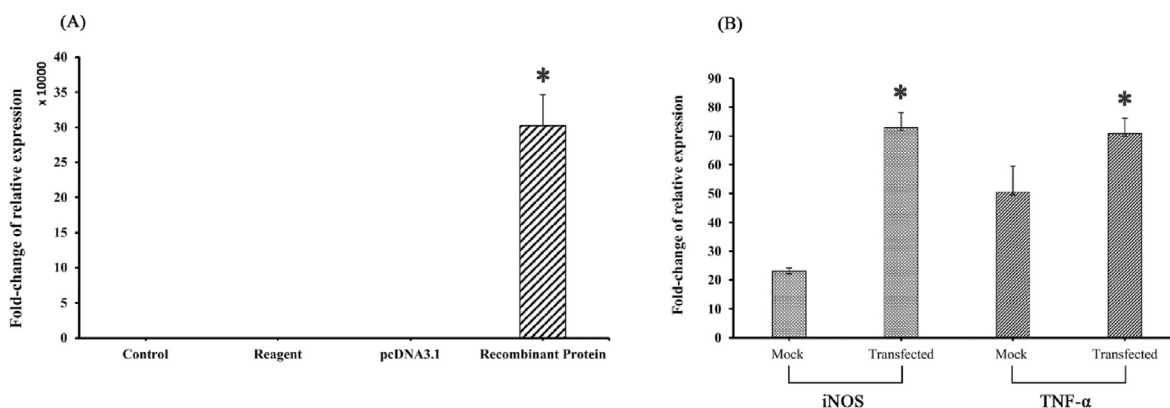 (A)
Fold-change of relative expression
x 10000
40
35
30
25
20
15
10
5
0
*
Control Reagent pcDNA3.1 Recombinant Protein
(B)
Fold-change of relative expression
90
80
70
60
50
40
30
20
10
0
* *
Mock Transfected Mock Transfected
iNOS TNF-α